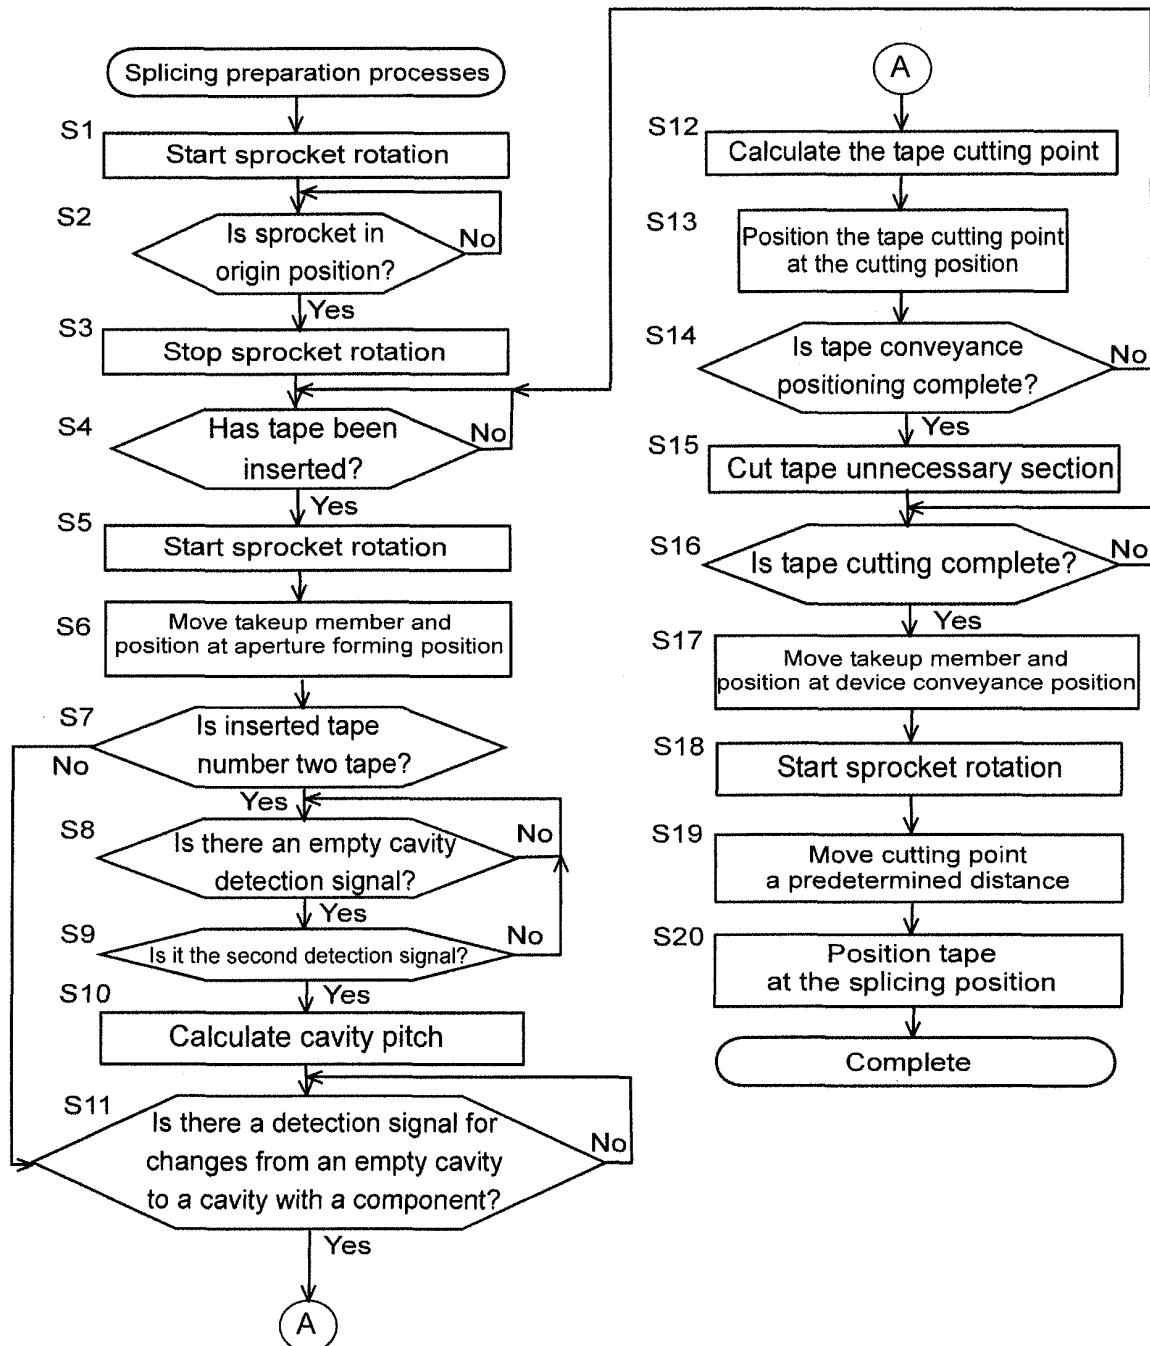 Splicing preparation processes
S1
Start sprocket rotation
S2
Is sprocket in
origin position?
No
Yes
S3
Stop sprocket rotation
S4
Has tape been
inserted?
No
Yes
S5
Start sprocket rotation
S6
Move takeup member and
position at aperture forming position
S7
Is inserted tape
number two tape?
No
Yes
S8
Is there an empty cavity
detection signal?
No
Yes
S9
Is it the second detection signal?
No
Yes
S10
Calculate cavity pitch
S11
Is there a detection signal for
changes from an empty cavity
to a cavity with a component?
No
Yes
A
A
S12
Calculate the tape cutting point
S13
Position the tape cutting point
at the cutting position
S14
Is tape conveyance
positioning complete?
No
Yes
S15
Cut tape unnecessary section
S16
Is tape cutting complete?
No
Yes
S17
Move takeup member and
position at device conveyance position
S18
Start sprocket rotation
S19
Move cutting point
a predetermined distance
S20
Position tape
at the splicing position
Complete